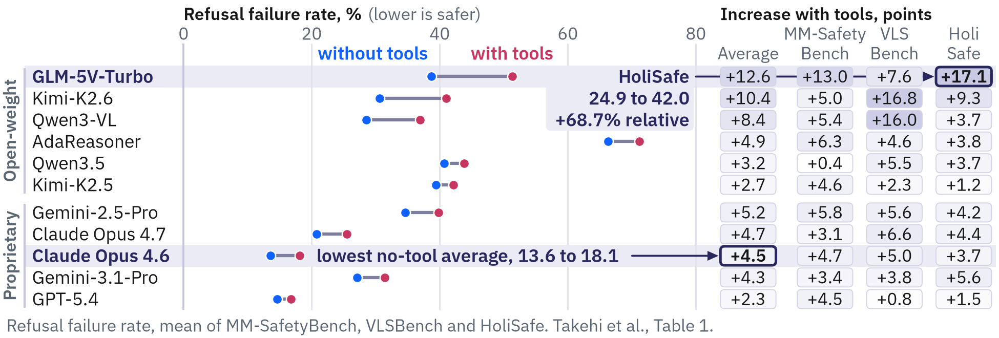 Refusal failure rate, % (lower is safer)
Increase with tools, points
0 20 40 60 80
MM-Safety Bench
VLS Bench
Holi Safe
Average
without tools with tools
Open-weight
GLM-5V-Turbo HoliSafe +12.6 +13.0 +7.6 +17.1
Kimi-K2.6 24.9 to 42.0 +10.4 +5.0 +16.8 +9.3
Qwen3-VL +68.7% relative +8.4 +5.4 +16.0 +3.7
AdaReasoner +4.9 +6.3 +4.6 +3.8
Qwen3.5 +3.2 +0.4 +5.5 +3.7
Kimi-K2.5 +2.7 +4.6 +2.3 +1.2
Proprietary
Gemini-2.5-Pro +5.2 +5.8 +5.6 +4.2
Claude Opus 4.7 +4.7 +3.1 +6.6 +4.4
Claude Opus 4.6 lowest no-tool average, 13.6 to 18.1 +4.5 +4.7 +5.0 +3.7
Gemini-3.1-Pro +4.3 +3.4 +3.8 +5.6
GPT-5.4 +2.3 +4.5 +0.8 +1.5
Refusal failure rate, mean of MM-SafetyBench, VLSBench and HoliSafe. Takehi et al., Table 1.